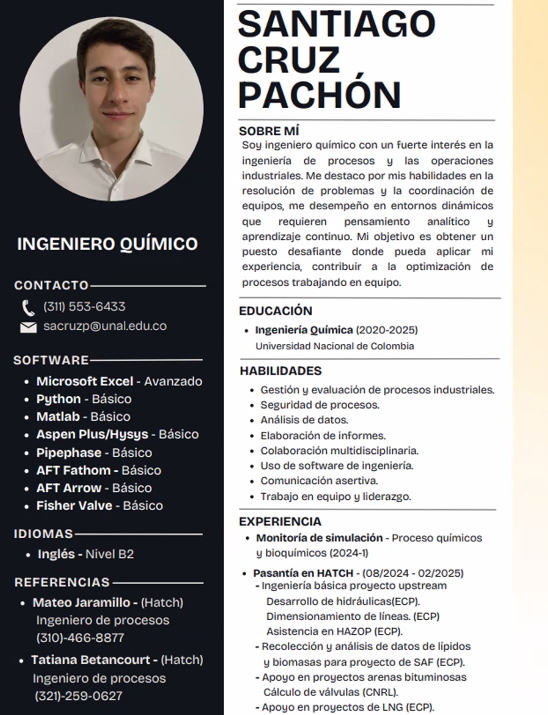 SANTIAGO
CRUZ
PACHÓN
SOBRE MÍ
Soy ingeniero químico con un fuerte interés en la
ingeniería de procesos y las operaciones
industriales. Me destaco por mis habilidades en la
resolución de problemas y la coordinación de
equipos, me desempeño en entornos dinámicos
que requieren pensamiento analítico y
aprendizaje continuo. Mi objetivo es obtener un
puesto desafiante donde pueda aplicar mi
experiencia, contribuir a la optimización de
procesos trabajando en equipo.
EDUCACIÓN
• Ingeniería Química (2020-2025)
Universidad Nacional de Colombia
HABILIDADES
• Gestión y evaluación de procesos industriales.
• Seguridad de procesos.
• Análisis de datos.
• Elaboración de informes.
• Colaboración multidisciplinaria.
• Uso de software de ingeniería.
• Comunicación asertiva.
• Trabajo en equipo y liderazgo.
EXPERIENCIA
• Monitoría de simulación - Proceso químicos
y bioquímicos (2024-1)
• Pasantía en HATCH - (08/2024 - 02/2025)
- Ingeniería básica proyecto upstream
Desarrollo de hidráulicas(ECP).
Dimensionamiento de líneas. (ECP)
Asistencia en HAZOP (ECP).
- Recolección y análisis de datos de lípidos
y biomasas para proyecto de SAF (ECP).
- Apoyo en proyectos arenas bituminosas
Cálculo de válvulas (CNRL).
- Apoyo en proyectos de LNG (ECP).
INGENIERO QUÍMICO
CONTACTO
(311) 553-6433
sacruzp@unal.edu.co
SOFTWARE
• Microsoft Excel - Avanzado
• Python - Básico
• Matlab - Básico
• Aspen Plus/Hysys - Básico
• Pipephase - Básico
• AFT Fathom - Básico
• AFT Arrow - Básico
• Fisher Valve - Básico
IDIOMAS
• Inglés - Nivel B2
REFERENCIAS
• Mateo Jaramillo - (Hatch)
Ingeniero de procesos
(310)-466-8877
• Tatiana Betancourt - (Hatch)
Ingeniero de procesos
(321)-259-0627